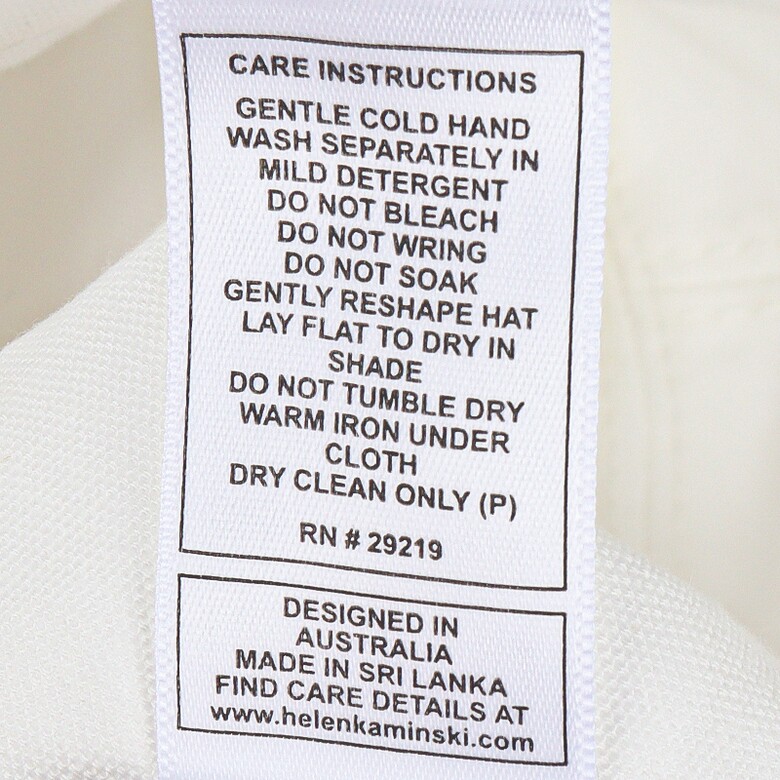 CARE INSTRUCTIONS
GENTLE COLD HAND
WASH SEPARATELY IN
MILD DETERGENT
DO NOT BLEACH
DO NOT WRING
DO NOT SOAK
GENTLY RESHAPE HAT
LAY FLAT TO DRY IN
SHADE
DO NOT TUMBLE DRY
WARM IRON UNDER
CLOTH
DRY CLEAN ONLY (P)
RN # 29219
DESIGNED IN
AUSTRALIA
MADE IN SRI LANKA
FIND CARE DETAILS AT
www.helenkaminski.com